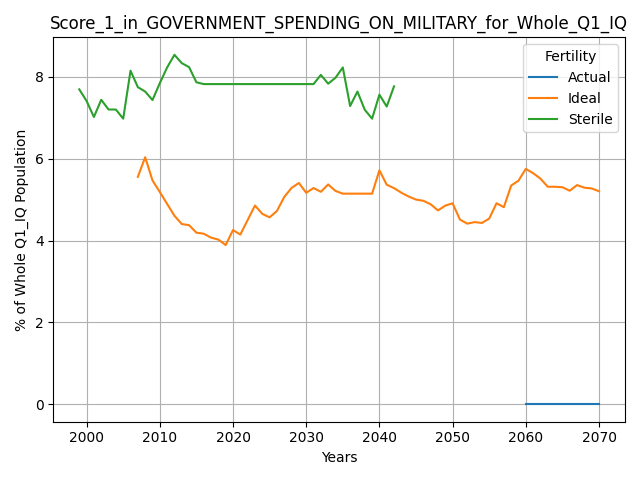 Score_1_in_GOVERNMENT_SPENDING_ON_MILITARY_for_Whole_Q1_IQ
Fertility
Actual
Ideal
Sterile
% of Whole Q1_IQ Population
8
6
4
2
0
2000 2010 2020 2030 2040 2050 2060 2070
Years